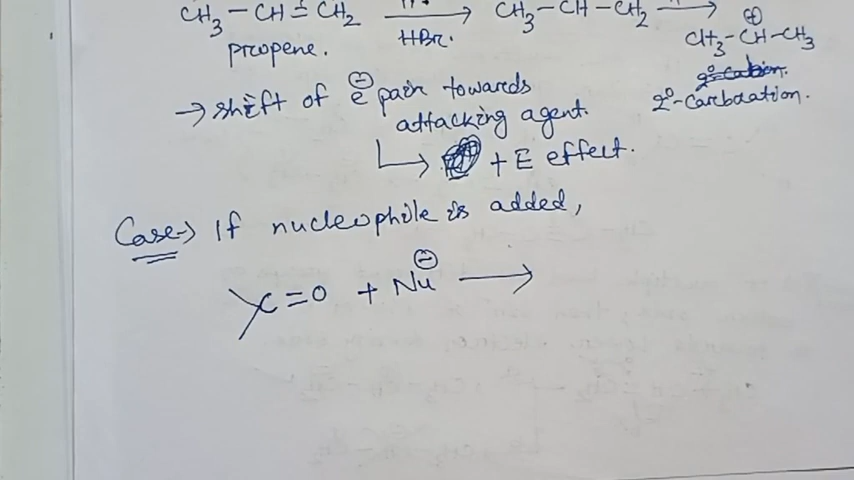 CH₃ - CH = CH₂ ⟶ CH₃ - CH - CH₂ ⟶
HBr.
propene.
⊕
CH₃ - CH - CH₃
2°-Carbocation.
→ shift of e⊖ pair towards
attacking agent.
↳ + E effect.
Case → If nucleophile is added,
C=O + Nu⊖ ⟶